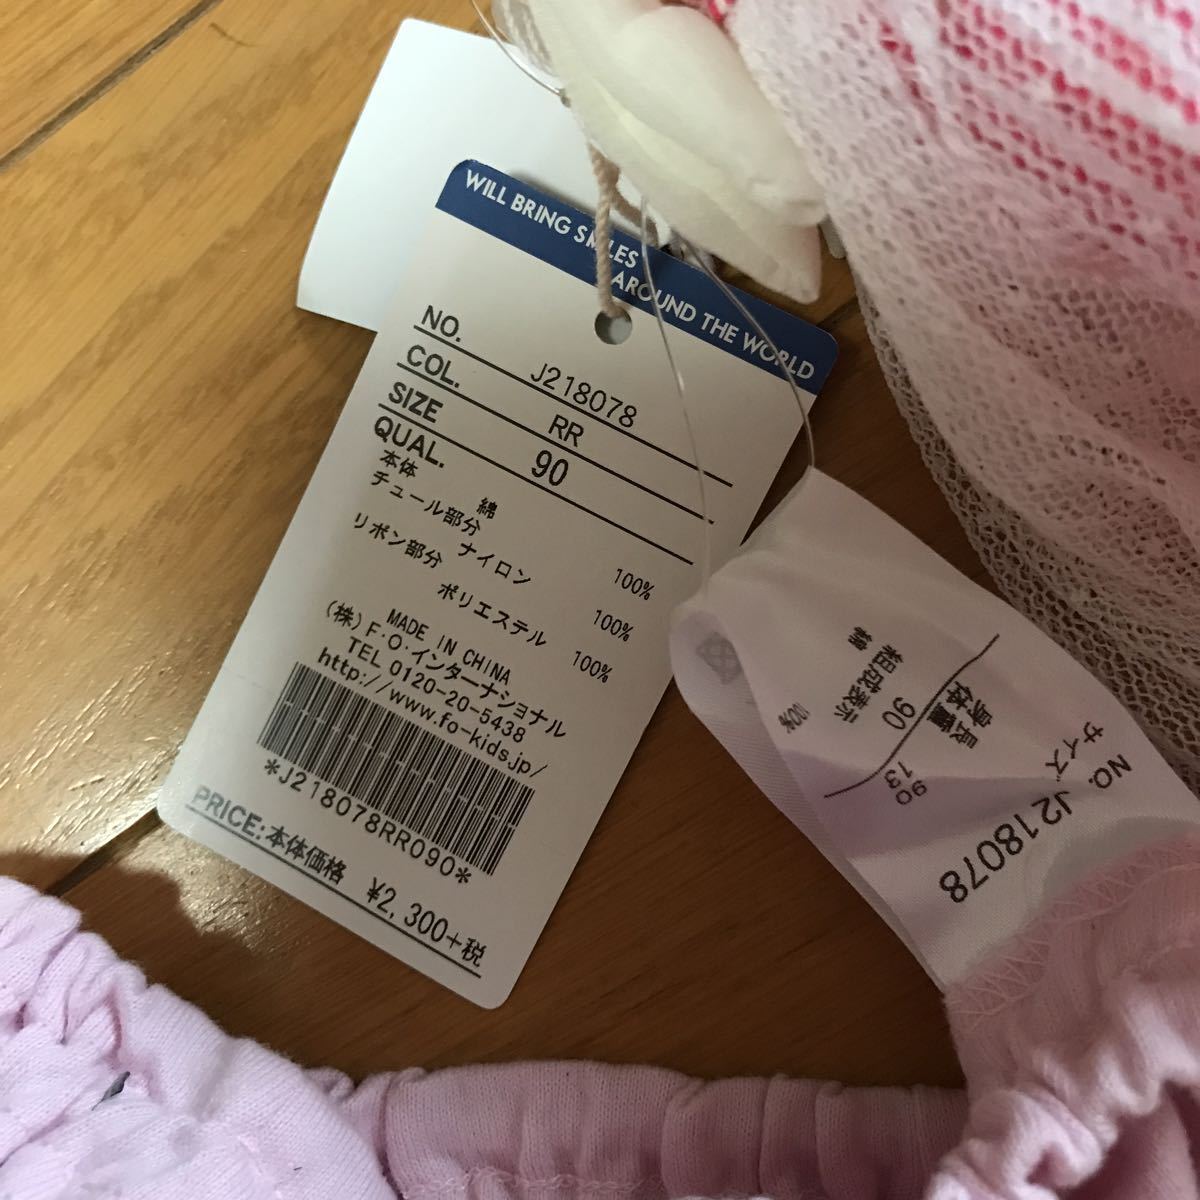 WILL BRING SMILES
AROUND THE WORLD
NO. J218078
COL. RR
SIZE 90
QUAL.
本体
綿 100%
チュール部分
ナイロン 100%
リボン部分
ポリエステル 100%
MADE IN CHINA
(株)F・O・インターナショナル
TEL 0120-20-5438
http://www.fo-kids.jp/
*J218078RR090*
PRICE:本体価格 ¥2,300+税
NO. J218078
サイズ
身長 90
体重 13
90
組成表示
綿 100%